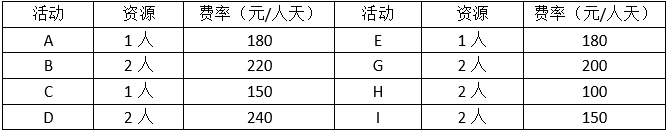 活动 资源 费率（元/人天） 活动 资源 费率（元/人天）
A 1人 180 E 1人 180
B 2人 220 G 2人 200
C 1人 150 H 2人 100
D 2人 240 I 2人 150